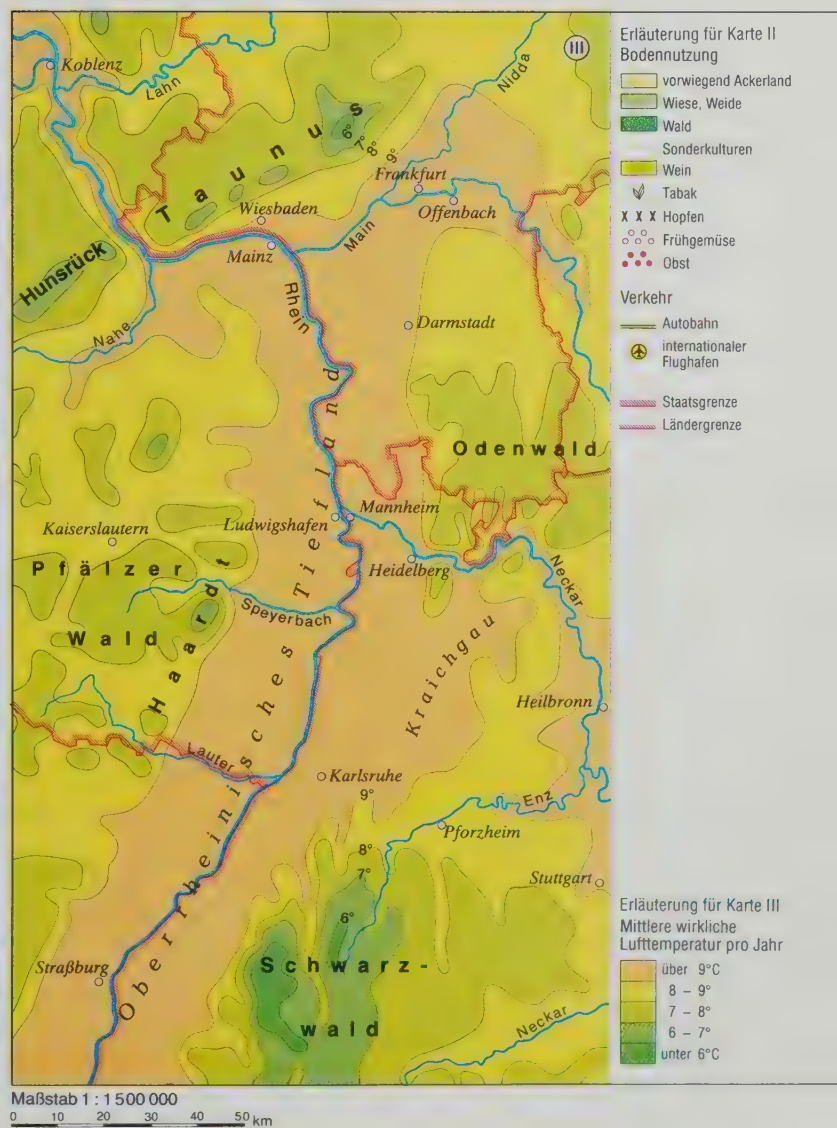 III
Koblenz
Lahn
Nidda
Taunus
6°
7°
8°
9°
Frankfurt
Offenbach
Wiesbaden
Main
Mainz
Hunsrück
Rhein
Nahe
Darmstadt
Odenwald
Mannheim
Ludwigshafen
Kaiserslautern
Heidelberg
Neckar
Pfälzer
Wald
Haardt
Speyerbach
Kraichgau
Heilbronn
Lauter
Oberrheinisches Tiefland
Karlsruhe
9°
Enz
Pforzheim
8°
7°
Stuttgart
6°
Straßburg
Schwarz-
wald
Neckar
Maßstab 1 : 1 500 000
0 10 20 30 40 50 km
Erläuterung für Karte II
Bodennutzung
vorwiegend Ackerland
Wiese, Weide
Wald
Sonderkulturen
Wein
Tabak
x x x Hopfen
Frühgemüse
Obst
Verkehr
Autobahn
internationaler
Flughafen
Staatsgrenze
Ländergrenze
Erläuterung für Karte III
Mittlere wirkliche
Lufttemperatur pro Jahr
über 9°C
8 – 9°
7 – 8°
6 – 7°
unter 6°C